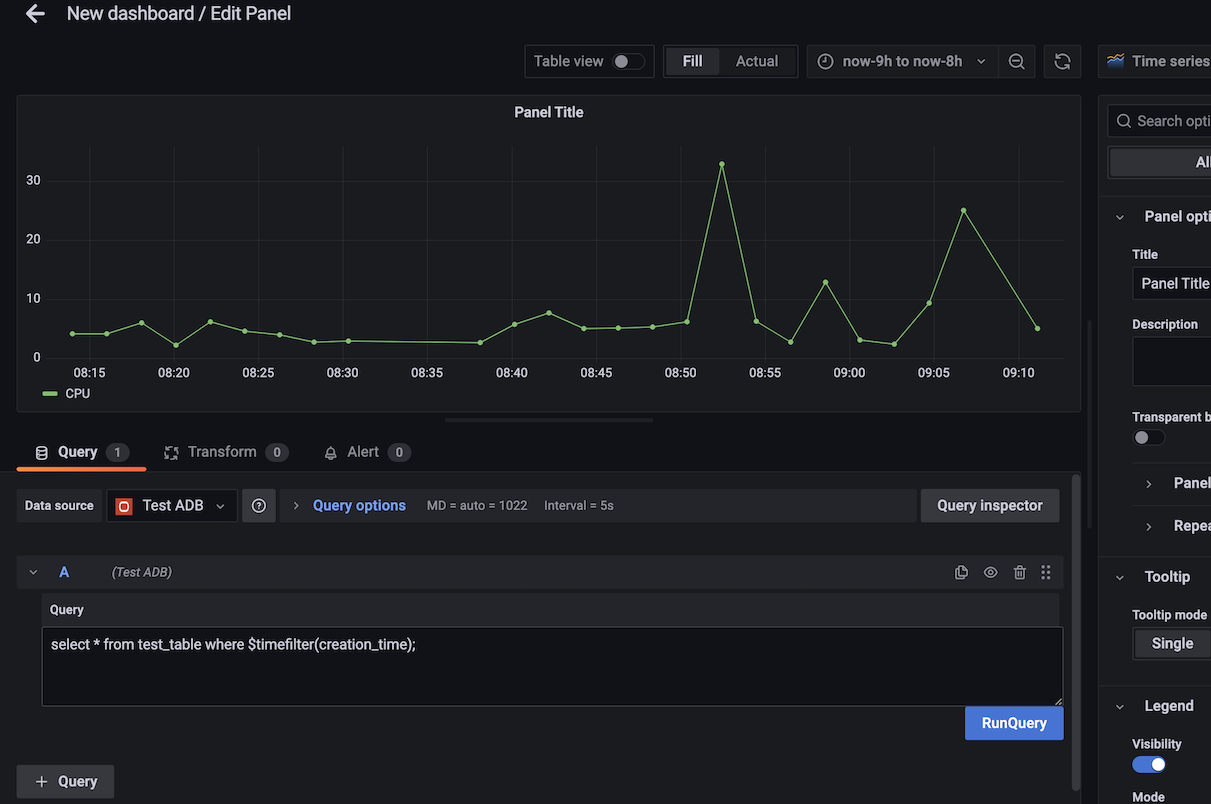 New dashboard / Edit Panel
Table view
Fill
Actual
now-9h to now-8h
Time series
Panel Title
30
20
10
0
08:15 08:20 08:25 08:30 08:35 08:40 08:45 08:50 08:55 09:00 09:05 09:10
CPU
Query 1
Transform 0
Alert 0
Data source
Test ADB
Query options
MD = auto = 1022
Interval = 5s
Query inspector
A
(Test ADB)
Query
select * from test_table where $timefilter(creation_time);
RunQuery
+ Query
Search opti
All
Panel opti
Title
Panel Title
Description
Transparent b
Panel
Repea
Tooltip
Tooltip mode
Single
Legend
Visibility
Mode